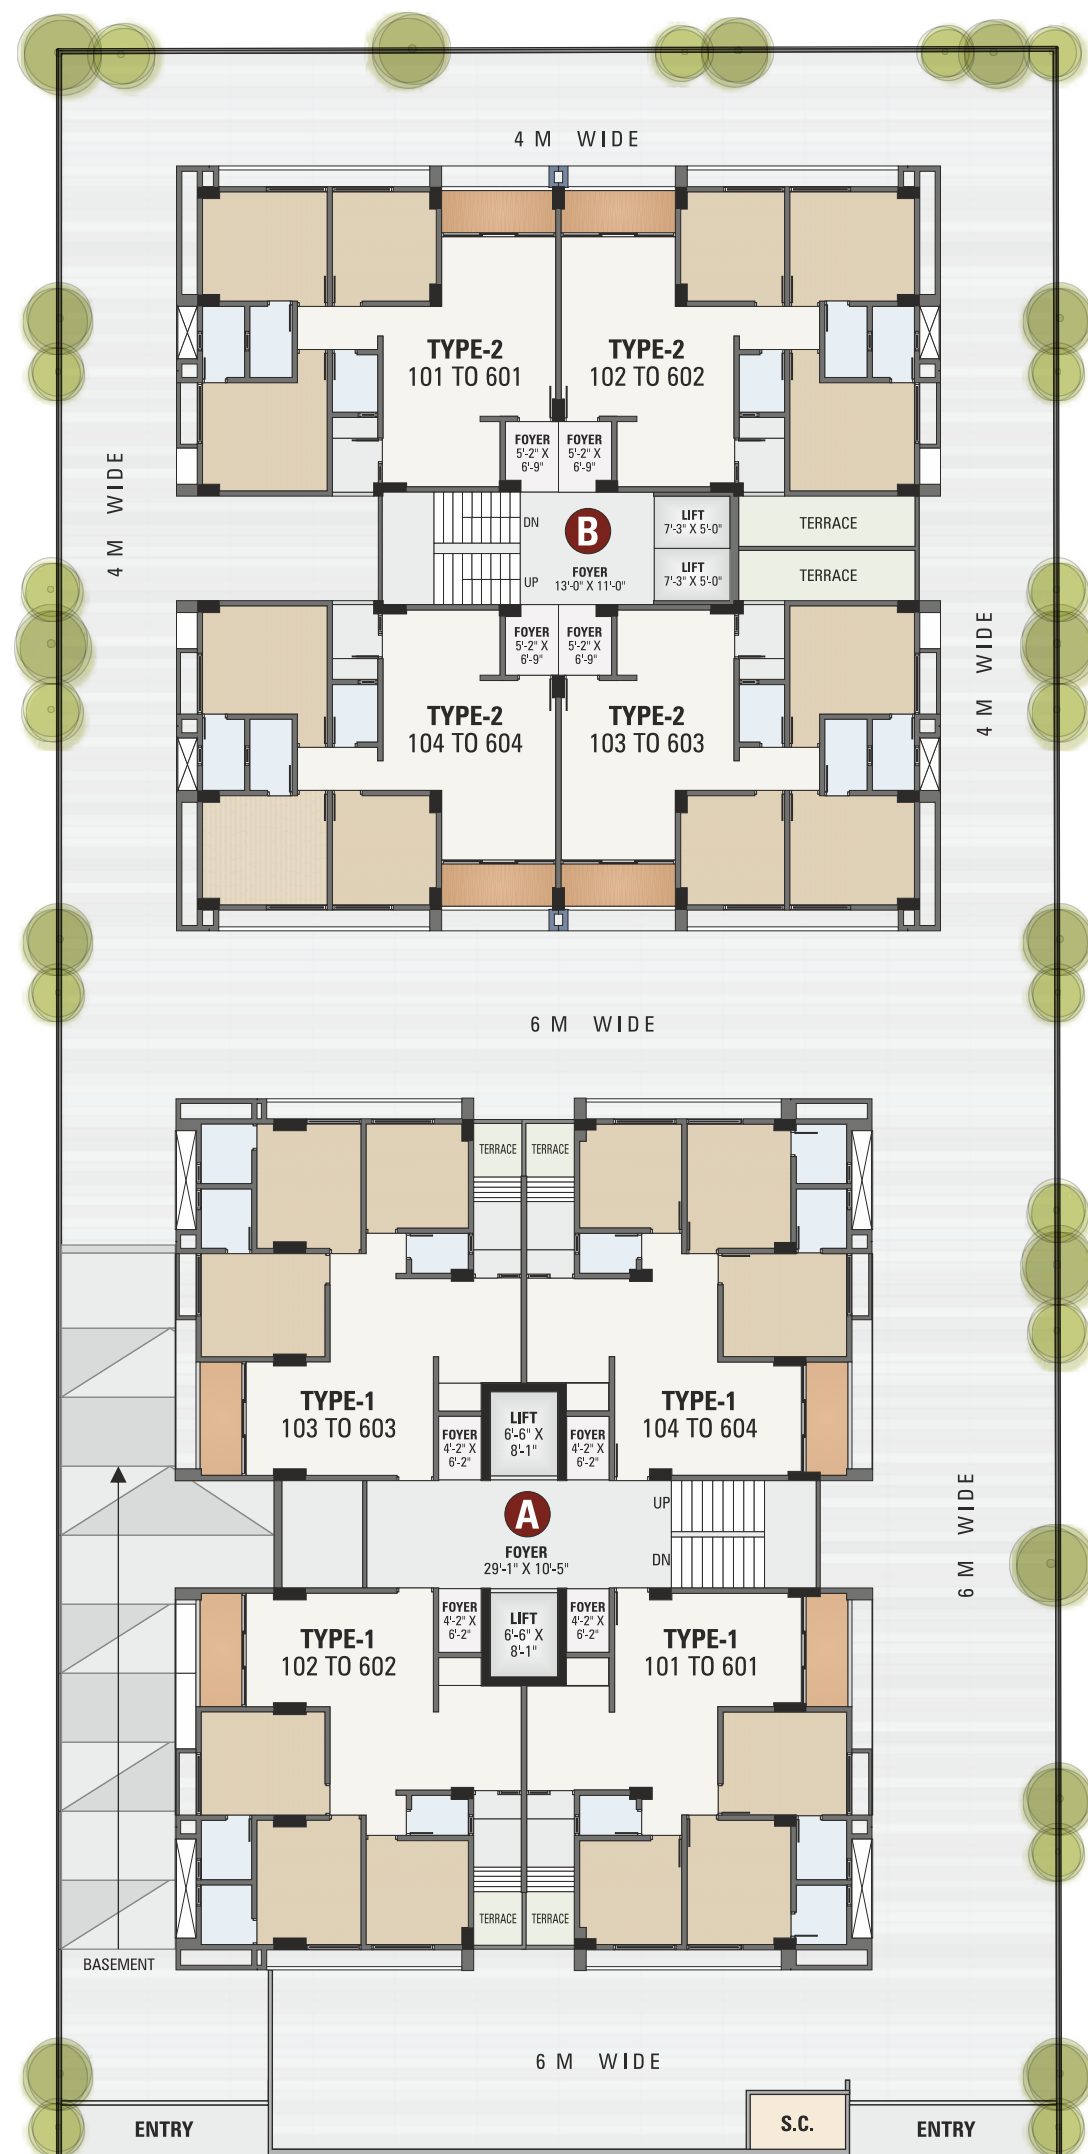 4 M WIDE
TYPE-2
101 TO 601
TYPE-2
102 TO 602
FOYER
5'-2" X
6'-9"
FOYER
5'-2" X
6'-9"
4 M WIDE
DN
B
LIFT
7'-3" X 5'-0"
TERRACE
UP
FOYER
13'-0" X 11'-0"
LIFT
7'-3" X 5'-0"
TERRACE
FOYER
5'-2" X
6'-9"
FOYER
5'-2" X
6'-9"
4 M WIDE
TYPE-2
104 TO 604
TYPE-2
103 TO 603
6 M WIDE
TERRACE
TERRACE
TYPE-1
103 TO 603
LIFT
6'-6" X
8'-1"
TYPE-1
104 TO 604
FOYER
4'-2" X
6'-2"
FOYER
4'-2" X
6'-2"
A
UP
FOYER
29'-1" X 10'-5"
DN
6 M WIDE
FOYER
4'-2" X
6'-2"
LIFT
6'-6" X
8'-1"
FOYER
4'-2" X
6'-2"
TYPE-1
102 TO 602
TYPE-1
101 TO 601
TERRACE
TERRACE
BASEMENT
6 M WIDE
ENTRY
S.C.
ENTRY